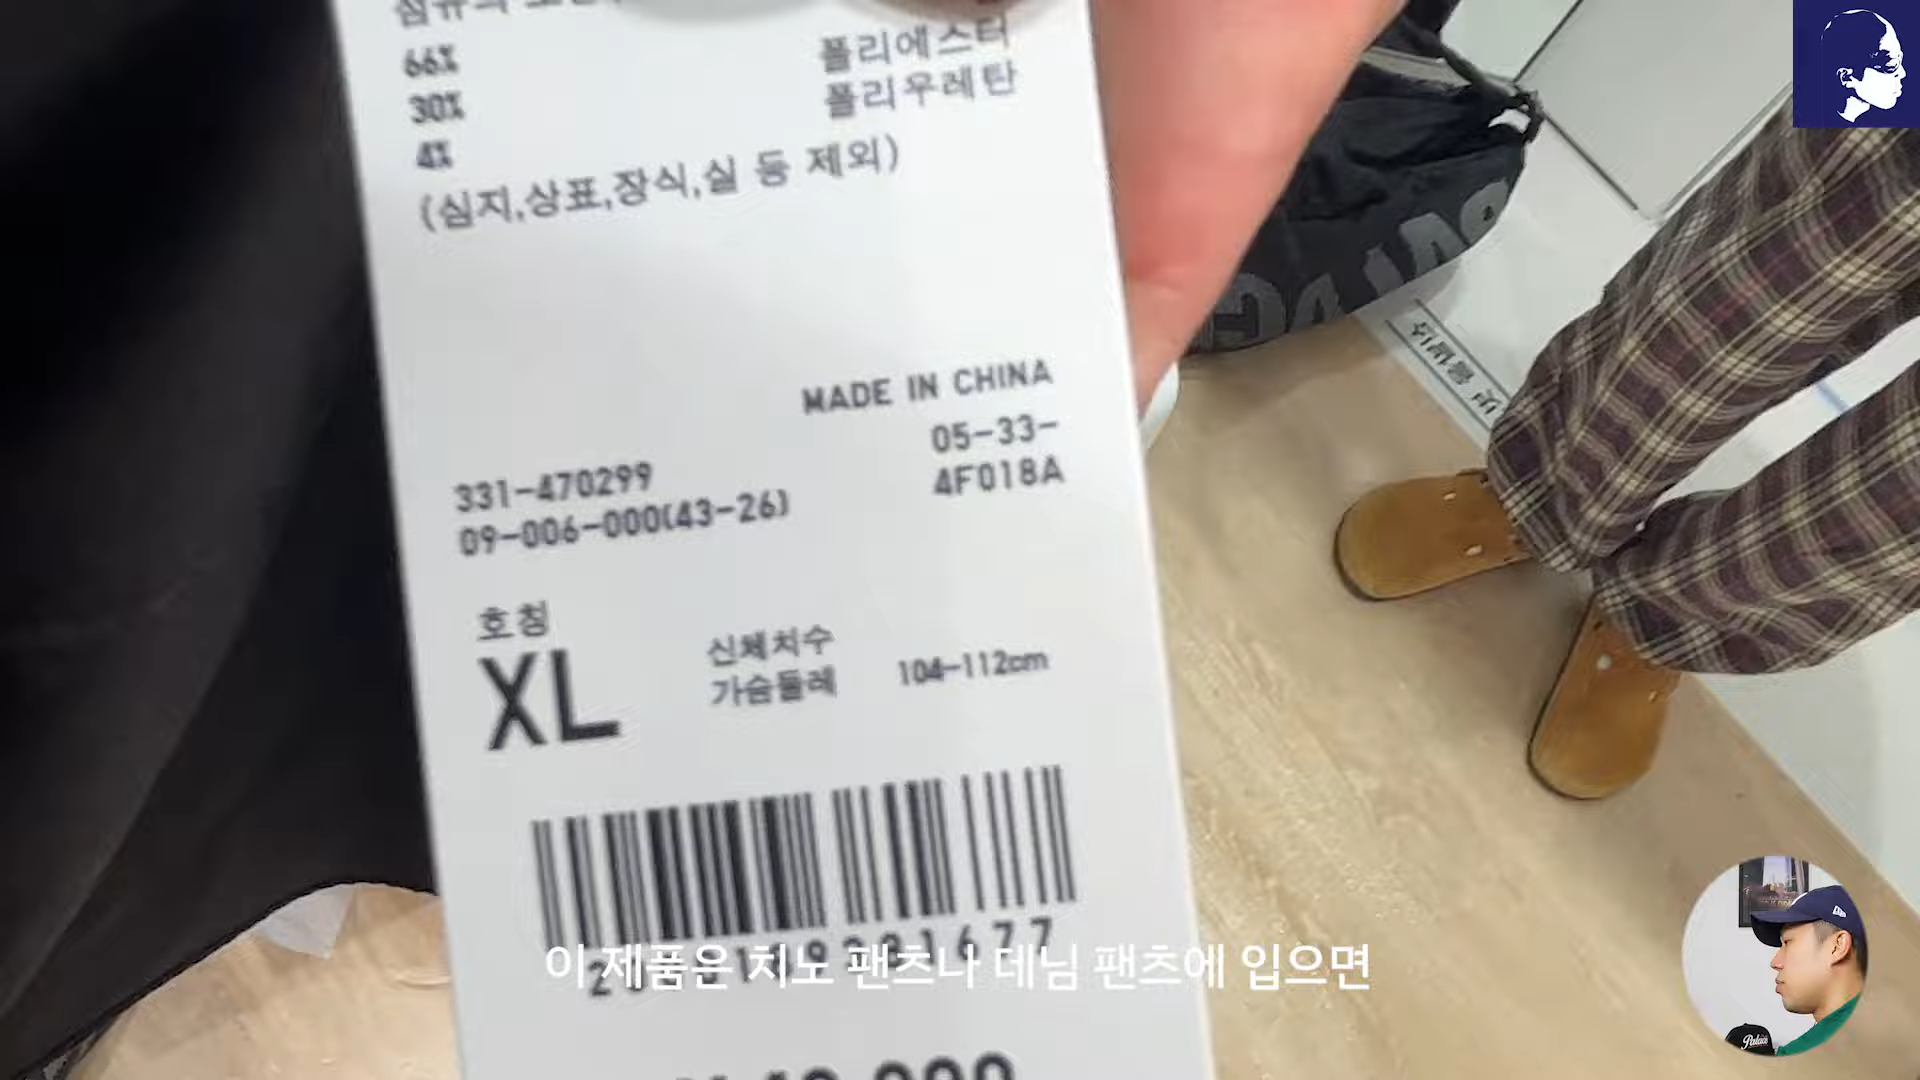 66%
폴리에스터
30%
폴리우레탄
4%
(심지,상표,장식,실 등 제외)
MADE IN CHINA
05-33-
4F018A
331-470299
09-006-000(43-26)
호칭
XL
신체치수
가슴둘레
104-112cm
이 제품은 치노 팬츠나 데님 팬츠에 입으면
Palace